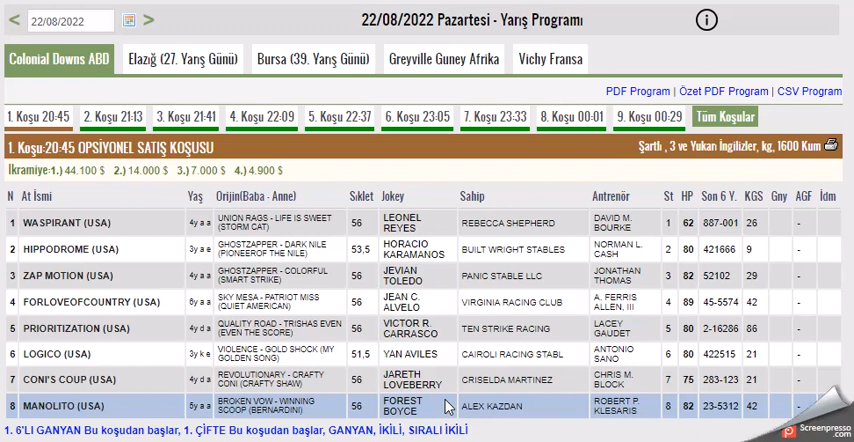 22/08/2022
22/08/2022 Pazartesi - Yarış Programı
Colonial Downs ABD Elazığ (27. Yarış Günü) Bursa (39. Yarış Günü) Greyville Guney Afrika Vichy Fransa
PDF Program | Özet PDF Program | CSV Program
1. Koşu 20:45 2. Koşu 21:13 3. Koşu 21:41 4. Koşu 22:09 5. Koşu 22:37 6. Koşu 23:05 7. Koşu 23:33 8. Koşu 00:01 9. Koşu 00:29 Tüm Koşular
1. Koşu:20:45 OPSİYONEL SATIŞ KOŞUSU Şartlı , 3 ve Yukarı İngilizler, kg, 1600 Kum
İkramiye:1.) 44.100 $ 2.) 14.000 $ 3.) 7.000 $ 4.) 4.900 $
N At İsmi Yaş Orijin(Baba - Anne) Sıklet Jokey Sahip Antrenör St HP Son 6 Y. KGS Gny AGF İdm
1 WASPIRANT (USA) 4y a a UNION RAGS - LIFE IS SWEET (STORM CAT) 56 LEONEL REYES REBECCA SHEPHERD DAVID M. BOURKE 1 62 887-001 26 -
2 HIPPODROME (USA) 3y a e GHOSTZAPPER - DARK NILE (PIONEEROF THE NILE) 53,5 HORACIO KARAMANOS BUILT WRIGHT STABLES NORMAN L. CASH 2 80 421666 9 -
3 ZAP MOTION (USA) 4y a a GHOSTZAPPER - COLORFUL (SMART STRIKE) 56 JEVIAN TOLEDO PANIC STABLE LLC JONATHAN THOMAS 3 82 52102 29 -
4 FORLOVEOFCOUNTRY (USA) 6y a a SKY MESA - PATRIOT MISS (QUIET AMERICAN) 56 JEAN C. ALVELO VIRGINIA RACING CLUB A. FERRIS ALLEN, III 4 89 45-5574 42 -
5 PRIORITIZATION (USA) 4y d a QUALITY ROAD - TRISHAS EVEN (EVEN THE SCORE) 56 VICTOR R. CARRASCO TEN STRIKE RACING LACEY GAUDET 5 80 2-16286 86 -
6 LOGICO (USA) 3y k e VIOLENCE - GOLD SHOCK (MY GOLDEN SONG) 51,5 YAN AVILES CAIROLI RACING STABL ANTONIO SANO 6 80 422515 21 -
7 CONI'S COUP (USA) 4y d a REVOLUTIONARY - CRAFTY CONI (CRAFTY SHAW) 56 JARETH LOVEBERRY CRISELDA MARTINEZ CHRIS M. BLOCK 7 75 283-123 21 -
8 MANOLITO (USA) 5y a a BROKEN VOW - WINNING SCOOP (BERNARDINI) 56 FOREST BOYCE ALEX KAZDAN ROBERT P. KLESARIS 8 82 23-5312 42 -
1. 6'LI GANYAN Bu koşudan başlar, 1. ÇİFTE Bu koşudan başlar, GANYAN, İKİLİ, SIRALI İKİLİ
Screenpresso
.com